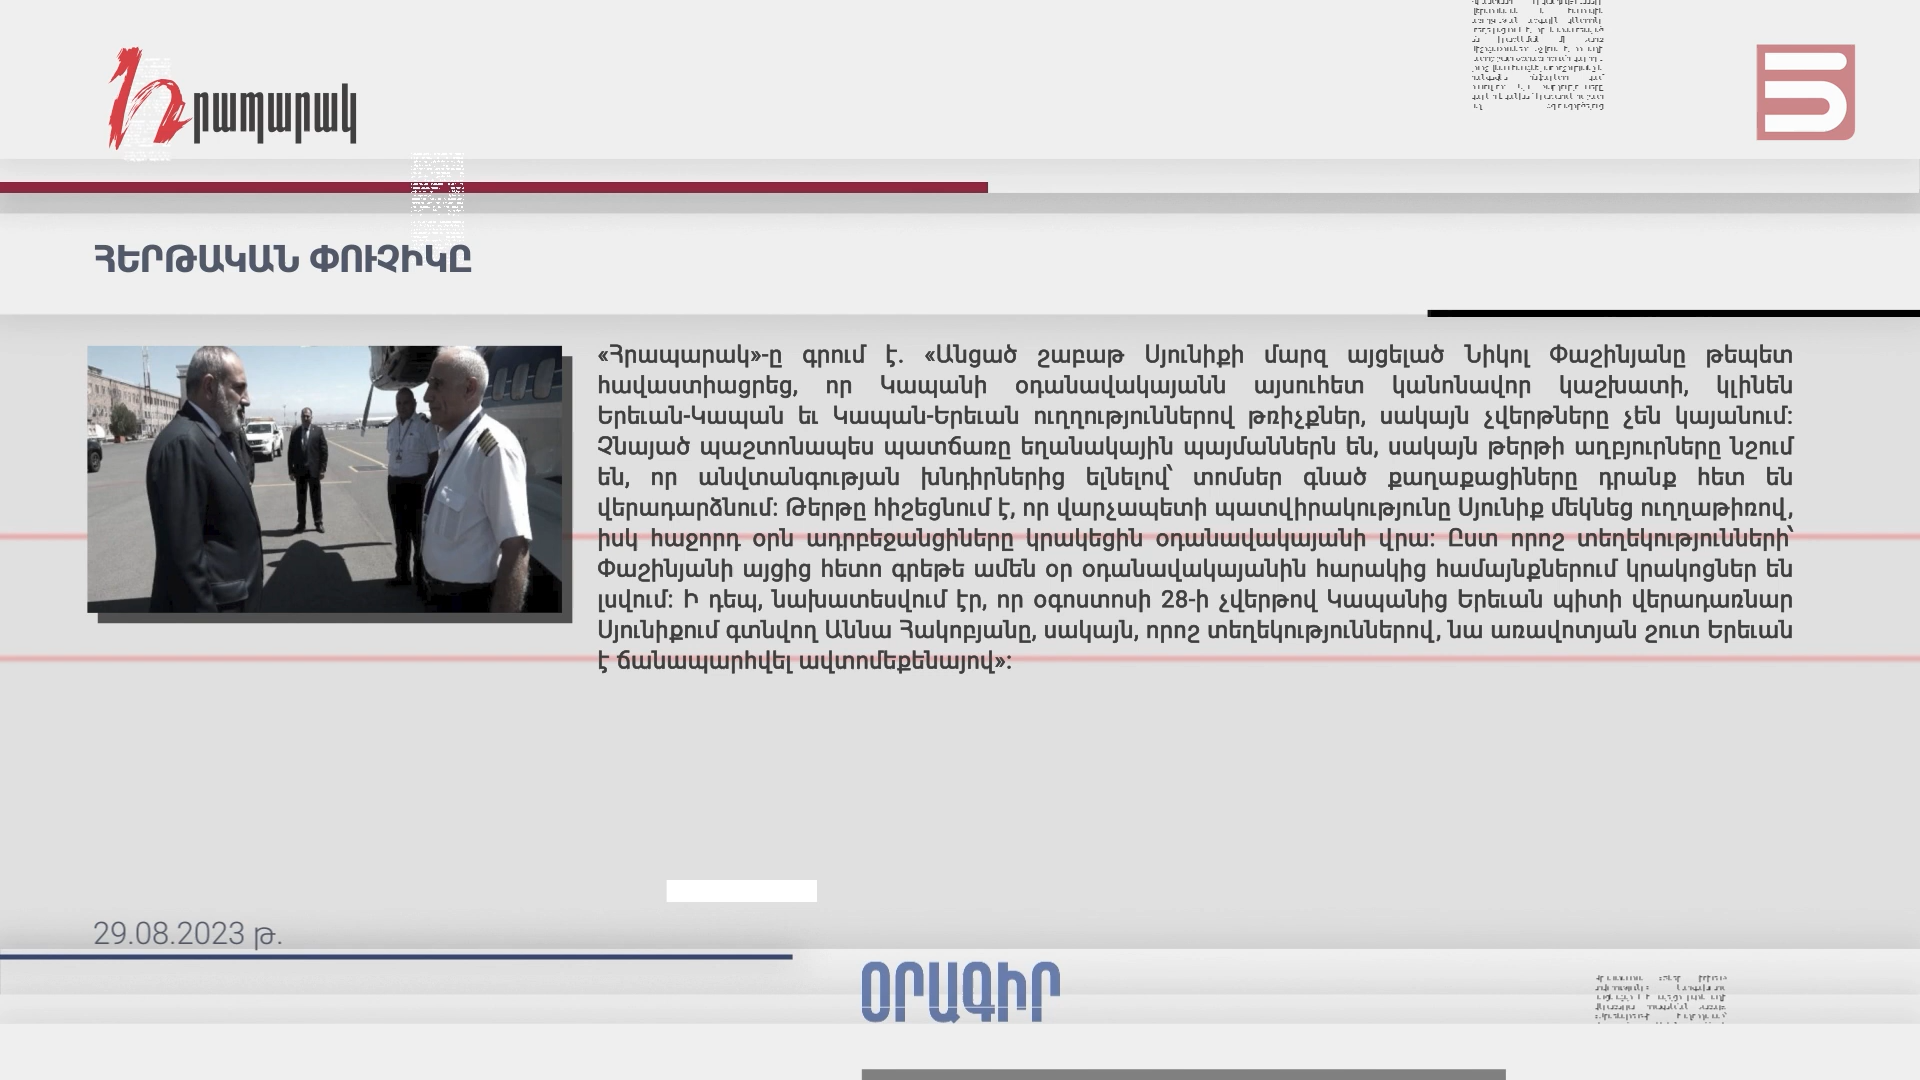 Հրապարակ
ՀԵՐԹԱԿԱՆ ՓՈՒՉԻԿԸ
«Հրապարակ»-ը գրում է. «Անցած շաբաթ Սյունիքի մարզ այցելած Նիկոլ Փաշինյանը թեպետ
հավաստիացրեց, որ Կապանի օդանավակայանն այսուհետ կանոնավոր կաշխատի, կլինեն
Երեւան-Կապան եւ Կապան-Երեւան ուղղություններով թռիչքներ, սակայն չվերթները չեն կայանում:
Չնայած պաշտոնապես պատճառը եղանակային պայմաններն են, սակայն թերթի աղբյուրները նշում
են, որ անվտանգության խնդիրներից ելնելով՝ տոմսեր գնած քաղաքացիները դրանք հետ են
վերադարձնում: Թերթը հիշեցնում է, որ վարչապետի պատվիրակությունը Սյունիք մեկնեց ուղղաթիռով,
իսկ հաջորդ օրն ադրբեջանցիները կրակեցին օդանավակայանի վրա: Ըստ որոշ տեղեկությունների՝
Փաշինյանի այցից հետո գրեթե ամեն օր օդանավակայանին հարակից համայնքներում կրակոցներ են
լսվում: Ի դեպ, նախատեսվում էր, որ օգոստոսի 28-ի չվերթով Կապանից Երեւան պիտի վերադառնար
Սյունիքում գտնվող Աննա Հակոբյանը, սակայն, որոշ տեղեկություններով, նա առավոտյան շուտ Երեւան
է ճանապարհվել ավտոմեքենայով»:
29.08.2023 թ.
ՕՐԱԳԻՐ